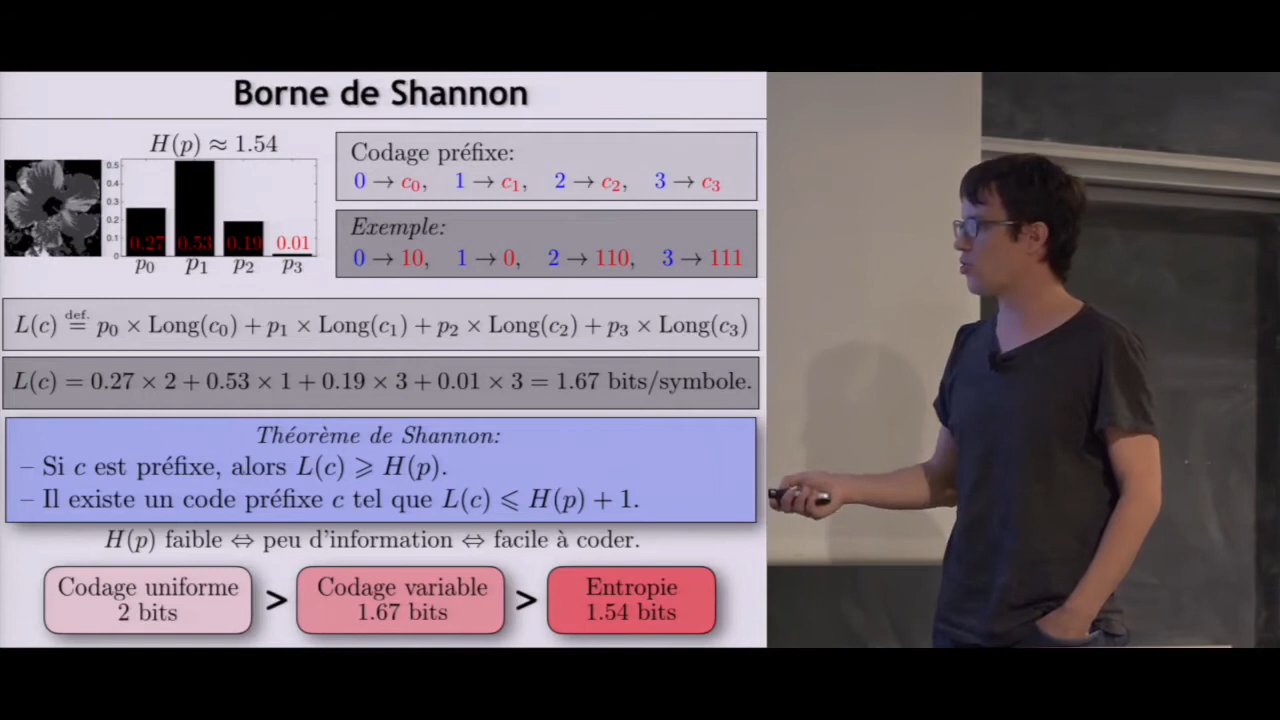 Borne de Shannon
H(p) ≈ 1.54
0.5
0.4
0.3
0.2
0.1
0
0.27 0.53 0.19 0.01
p₀ p₁ p₂ p₃
Codage préfixe:
0 → c₀, 1 → c₁, 2 → c₂, 3 → c₃
Exemple:
0 → 10, 1 → 0, 2 → 110, 3 → 111
L(c) =^{def.} p₀ × Long(c₀) + p₁ × Long(c₁) + p₂ × Long(c₂) + p₃ × Long(c₃)
L(c) = 0.27 × 2 + 0.53 × 1 + 0.19 × 3 + 0.01 × 3 = 1.67 bits/symbole.
Théorème de Shannon:
– Si c est préfixe, alors L(c) ⩾ H(p).
– Il existe un code préfixe c tel que L(c) ⩽ H(p) + 1.
H(p) faible ⇔ peu d'information ⇔ facile à coder.
Codage uniforme
2 bits
>
Codage variable
1.67 bits
>
Entropie
1.54 bits